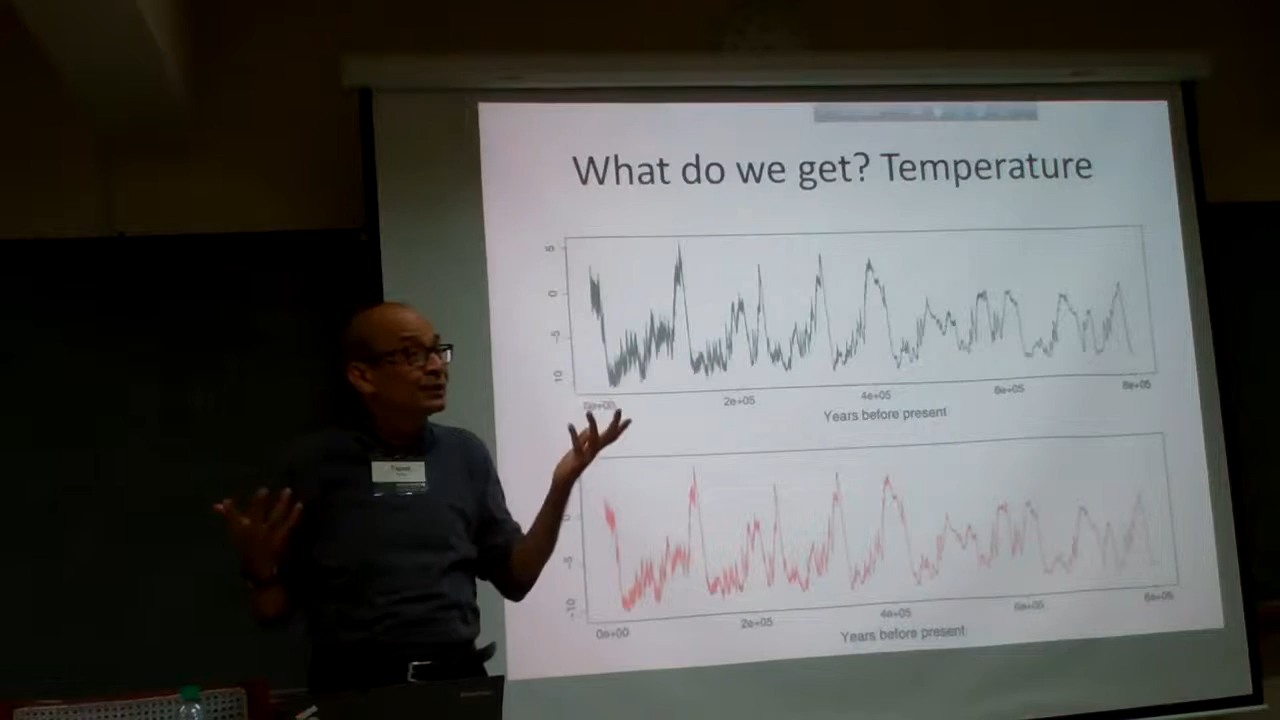 What do we get? Temperature
5
0
-5
10
0e+00
2e+05
4e+05
6e+05
8e+05
Years before present
0
-5
-10
0e+00
2e+05
4e+05
6e+05
8e+05
Years before present